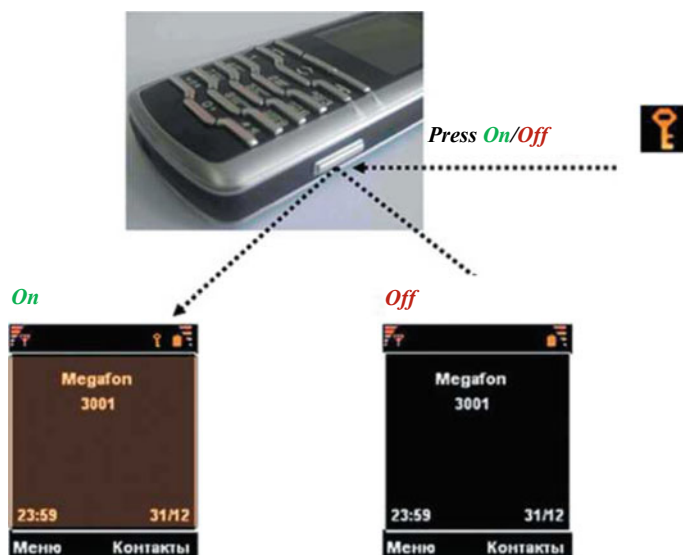 Press On/Off
On
Off
Megafon
3001
23:59 31/12
Меню Контакты
Megafon
3001
23:59 31/12
Меню Контакты